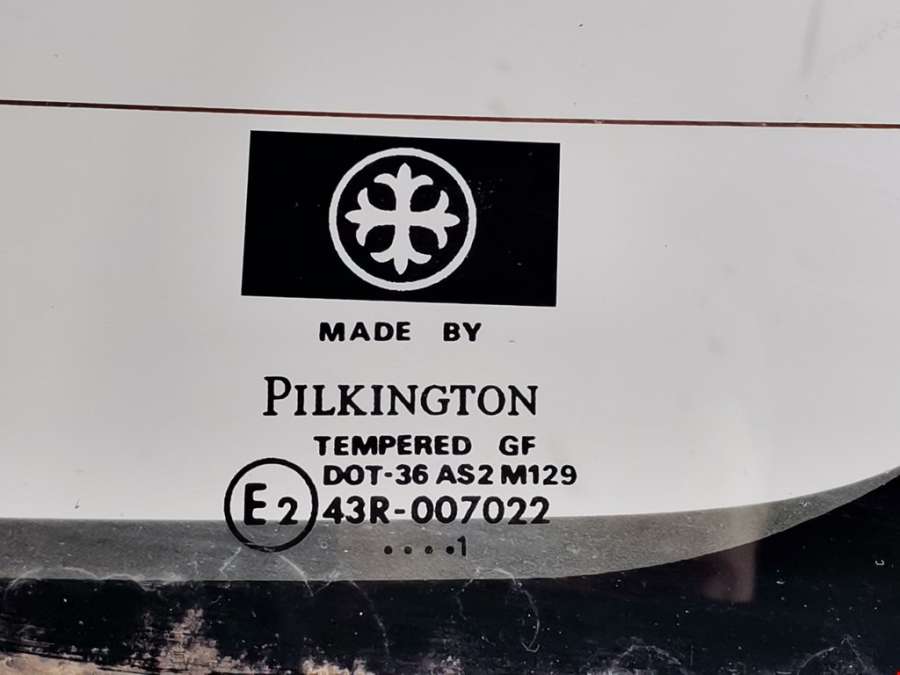 MADE BY
PILKINGTON
TEMPERED GF
DOT-36 AS2 M129
E2 43R-007022
••••1